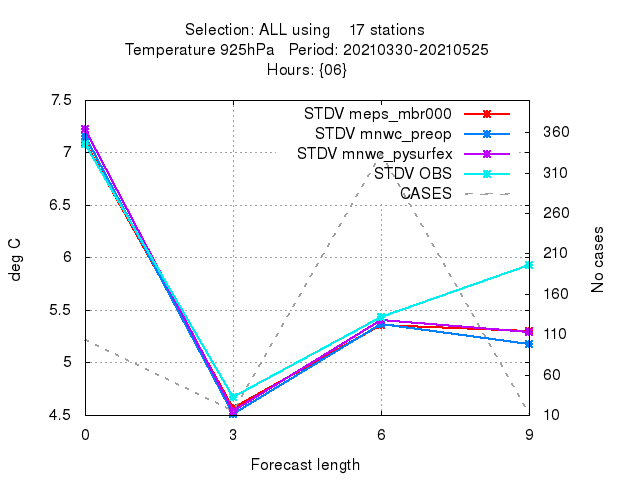 Selection: ALL using    17 stations
Temperature 925hPa   Period: 20210330-20210525
Hours: {06}
STDV meps_mbr000
STDV mnwc_preop
STDV mnwc_pysurfex
STDV OBS
CASES
7.5
7
6.5
6
5.5
5
4.5
deg C
360
310
260
210
160
110
60
10
No cases
0 3 6 9
Forecast length